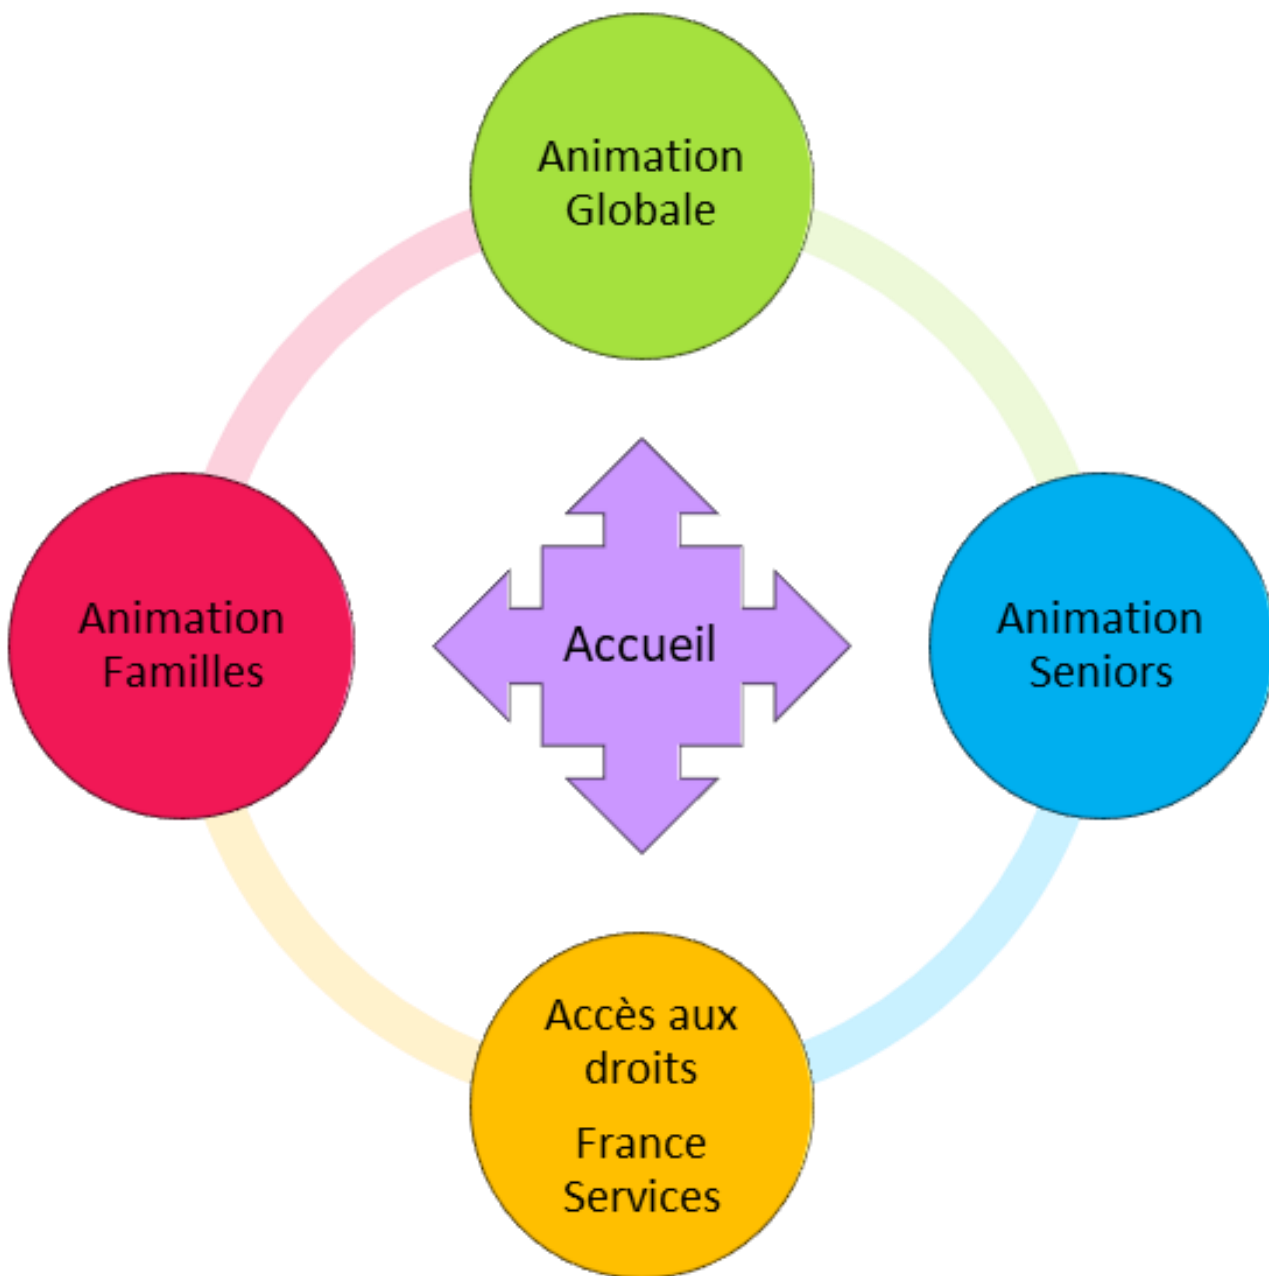 Animation
Globale
Animation
Familles
Accueil
Animation
Seniors
Accès aux
droits
France
Services